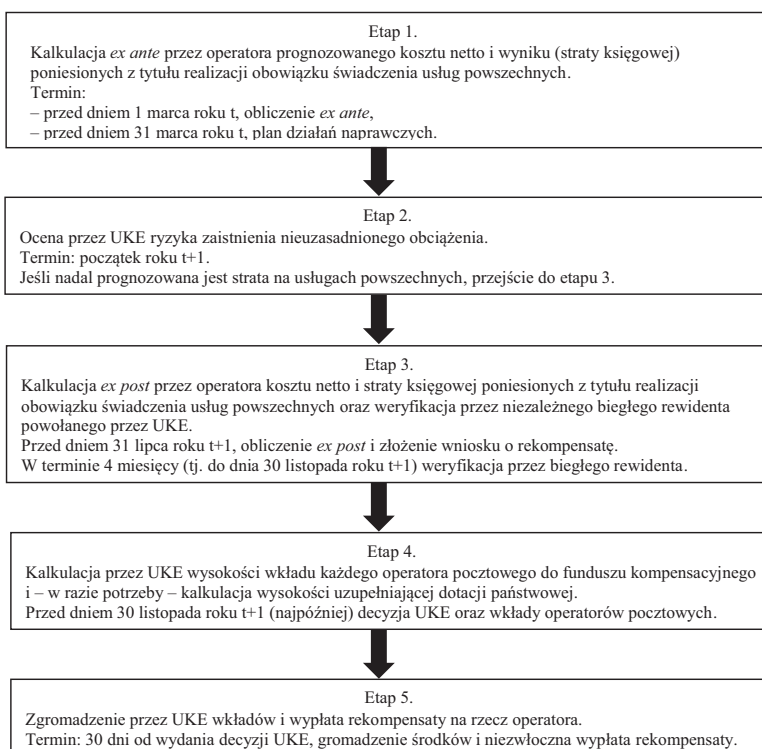 Etap 1.
Kalkulacja ex ante przez operatora prognozowanego kosztu netto i wyniku (straty księgowej)
poniesionych z tytułu realizacji obowiązku świadczenia usług powszechnych.
Termin:
– przed dniem 1 marca roku t, obliczenie ex ante,
– przed dniem 31 marca roku t, plan działań naprawczych.
Etap 2.
Ocena przez UKE ryzyka zaistnienia nieuzasadnionego obciążenia.
Termin: początek roku t+1.
Jeśli nadal prognozowana jest strata na usługach powszechnych, przejście do etapu 3.
Etap 3.
Kalkulacja ex post przez operatora kosztu netto i straty księgowej poniesionych z tytułu realizacji
obowiązku świadczenia usług powszechnych oraz weryfikacja przez niezależnego biegłego rewidenta
powołanego przez UKE.
Przed dniem 31 lipca roku t+1, obliczenie ex post i złożenie wniosku o rekompensatę.
W terminie 4 miesięcy (tj. do dnia 30 listopada roku t+1) weryfikacja przez biegłego rewidenta.
Etap 4.
Kalkulacja przez UKE wysokości wkładu każdego operatora pocztowego do funduszu kompensacyjnego
i – w razie potrzeby – kalkulacja wysokości uzupełniającej dotacji państwowej.
Przed dniem 30 listopada roku t+1 (najpóźniej) decyzja UKE oraz wkłady operatorów pocztowych.
Etap 5.
Zgromadzenie przez UKE wkładów i wypłata rekompensaty na rzecz operatora.
Termin: 30 dni od wydania decyzji UKE, gromadzenie środków i niezwłoczna wypłata rekompensaty.